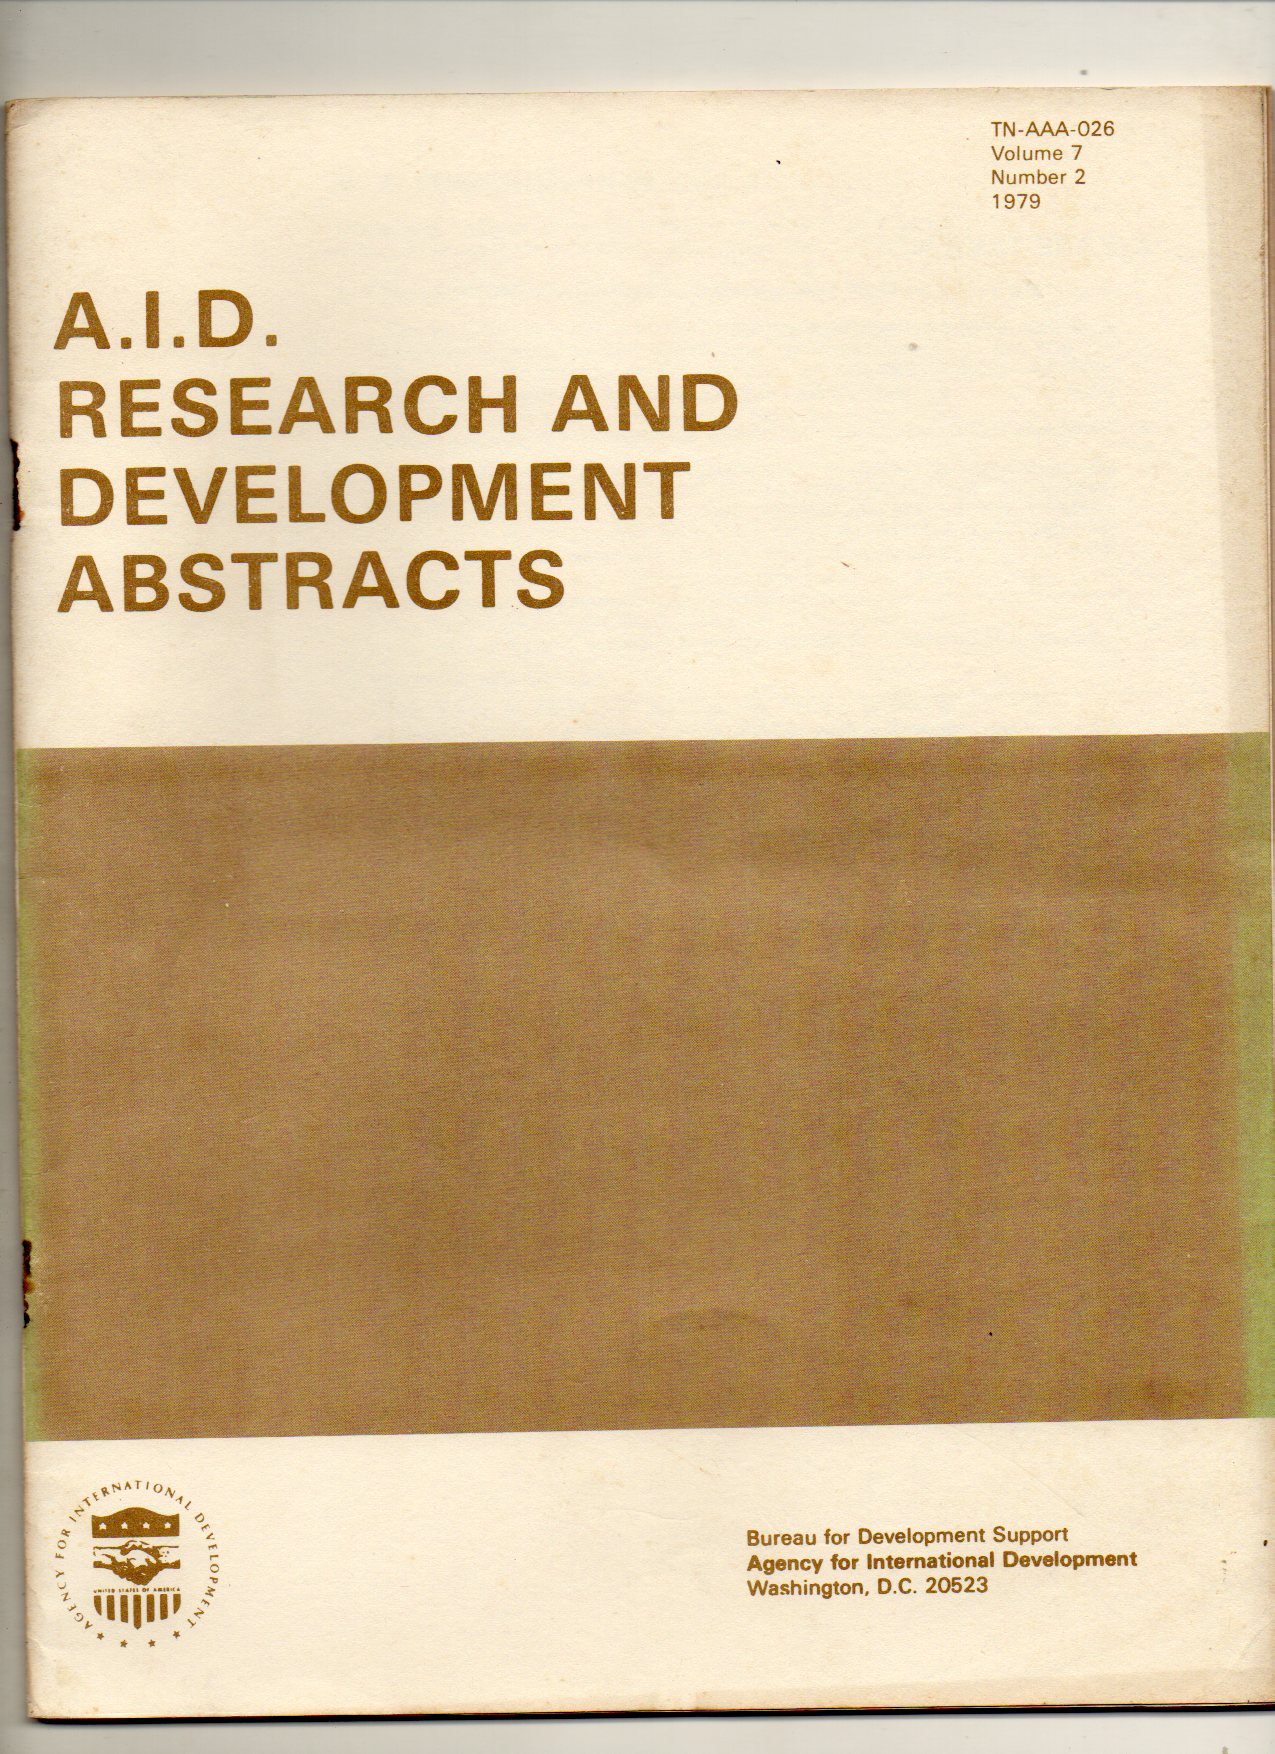 TN-AAA-026
Volume 7
Number 2
1979
A.I.D.
RESEARCH AND
DEVELOPMENT
ABSTRACTS
AGENCY FOR INTERNATIONAL DEVELOPMENT
UNITED STATES OF AMERICA
Bureau for Development Support
Agency for International Development
Washington, D.C. 20523